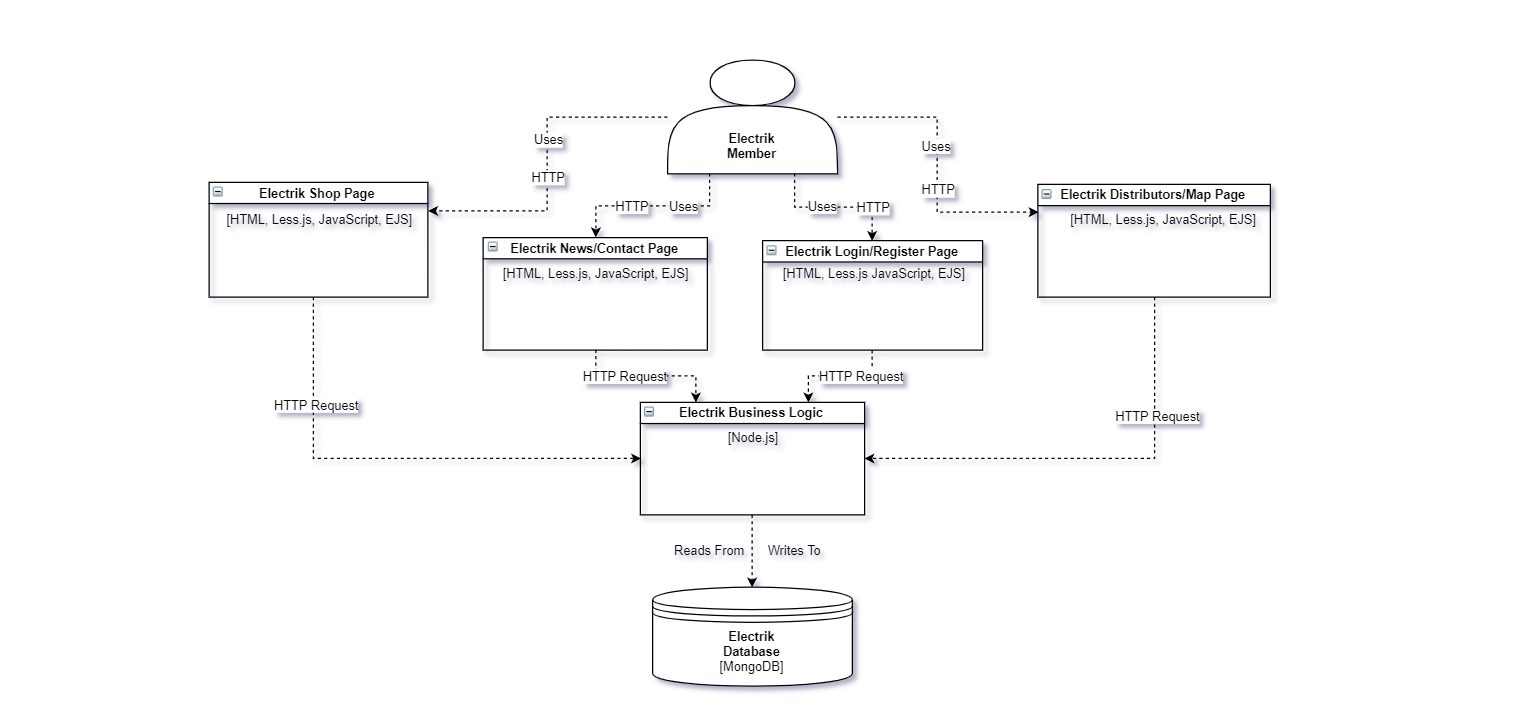 Electrik
Member
Uses
HTTP
Uses
HTTP
HTTP
Uses
Uses
HTTP
Electrik Shop Page
[HTML, Less.js, JavaScript, EJS]
Electrik News/Contact Page
[HTML, Less.js, JavaScript, EJS]
Electrik Login/Register Page
[HTML, Less.js JavaScript, EJS]
Electrik Distributors/Map Page
[HTML, Less.js, JavaScript, EJS]
HTTP Request
HTTP Request
HTTP Request
HTTP Request
Electrik Business Logic
[Node.js]
Reads From
Writes To
Electrik
Database
[MongoDB]